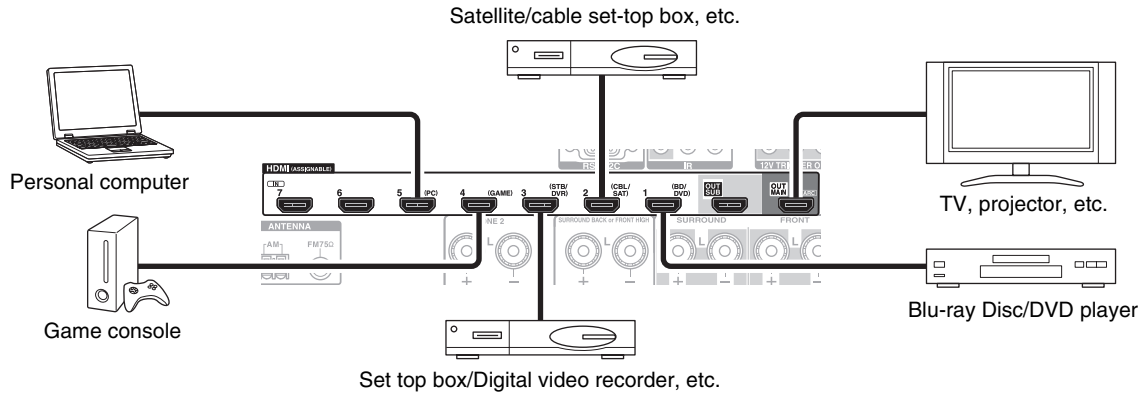 Satellite/cable set-top box, etc.
Personal computer
TV, projector, etc.
IR
HDMI (ASSIGNABLE)
IN
7
6
5 (PC)
4 (GAME)
3 (STB/DVR)
2 (CBL/SAT)
1 (BD/DVD)
OUT SUB
OUT MAIN (ARC)
ANTENNA
AM
FM75Ω
SURROUND BACK or FRONT HIGH
SURROUND
FRONT
L
L
L
L
+
−
+
−
+
−
+
−
Game console
Blu-ray Disc/DVD player
Set top box/Digital video recorder, etc.